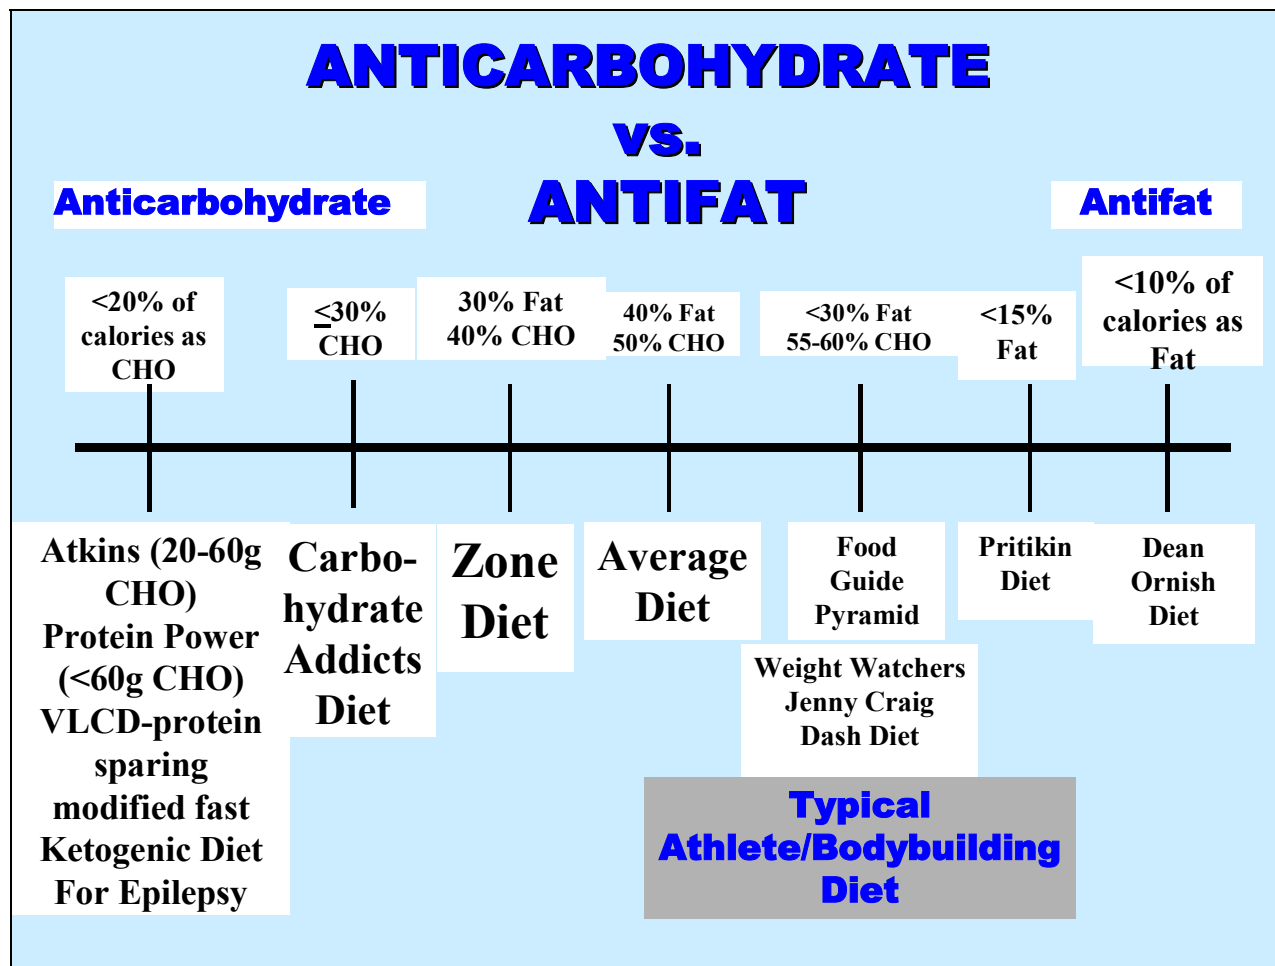 ANTICARBOHYDRATE
vs.
ANTIFAT
Anticarbohydrate
Antifat
<20% of
calories as
CHO
<30%
CHO
30% Fat
40% CHO
40% Fat
50% CHO
<30% Fat
55-60% CHO
<15%
Fat
<10% of
calories as
Fat
Atkins (20-60g
CHO)
Protein Power
(<60g CHO)
VLCD-protein
sparing
modified fast
Ketogenic Diet
For Epilepsy
Carbo-
hydrate
Addicts
Diet
Zone
Diet
Average
Diet
Food
Guide
Pyramid
Weight Watchers
Jenny Craig
Dash Diet
Typical
Athlete/Bodybuilding
Diet
Pritikin
Diet
Dean
Ornish
Diet